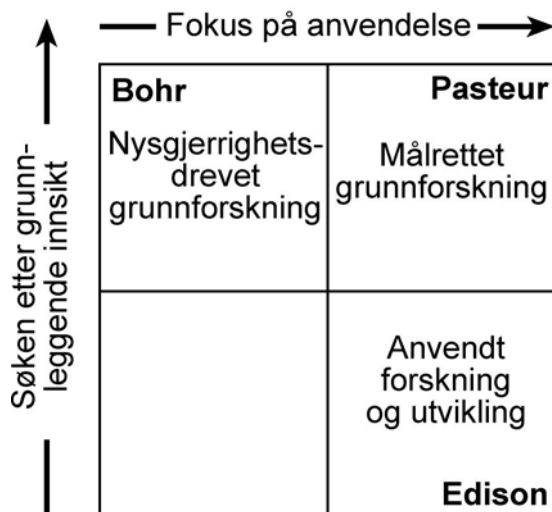 Fokus på anvendelse
Søken etter grunn-
leggende innsikt
Bohr
Nysgjerrighets-
drevet
grunnforskning
Pasteur
Målrettet
grunnforskning
Anvendt
forskning
og utvikling
Edison